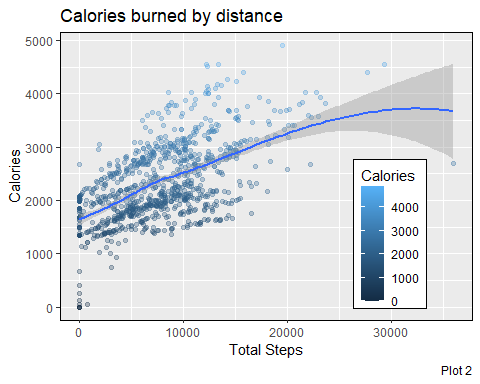 Calories burned by distance
5000
4000
3000
2000
1000
0
Calories
Calories
4000
3000
2000
1000
0
0 10000 20000 30000
Total Steps
Plot 2